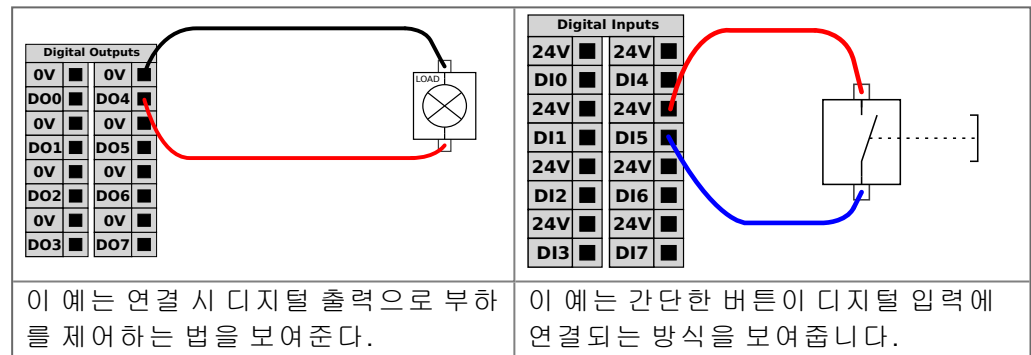 Digital Outputs
0V 0V
DO0 DO4
0V 0V
DO1 DO5
0V 0V
DO2 DO6
0V 0V
DO3 DO7
LOAD
이 예는 연결 시 디지털 출력으로 부하
를 제어하는 법을 보여준다.
Digital Inputs
24V 24V
DI0 DI4
24V 24V
DI1 DI5
24V 24V
DI2 DI6
24V 24V
DI3 DI7
이 예는 간단한 버튼이 디지털 입력에
연결되는 방식을 보여줍니다.